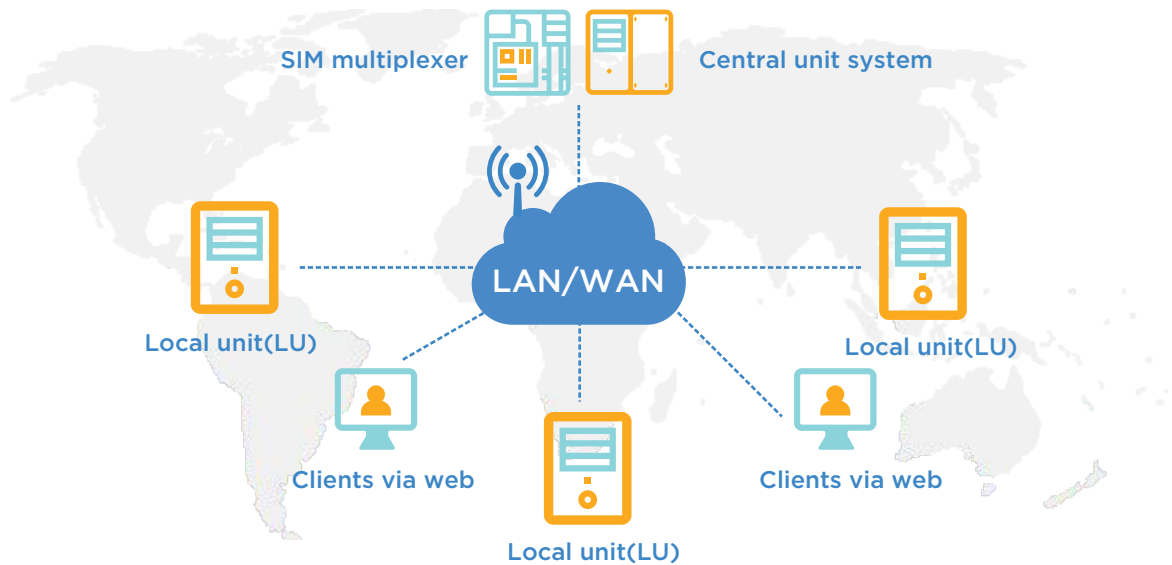 SIM multiplexer
Central unit system
LAN/WAN
Local unit(LU)
Local unit(LU)
Clients via web
Clients via web
Local unit(LU)